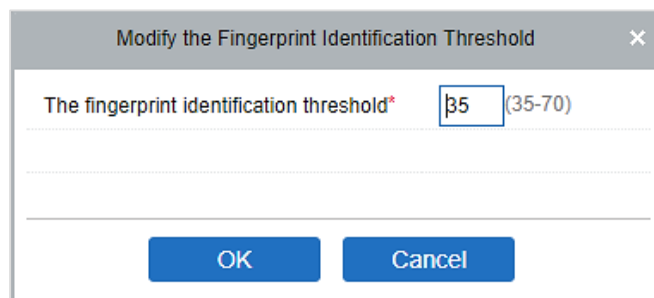 Modify the Fingerprint Identification Threshold ×
The fingerprint identification threshold* 35 (35-70)
OK Cancel